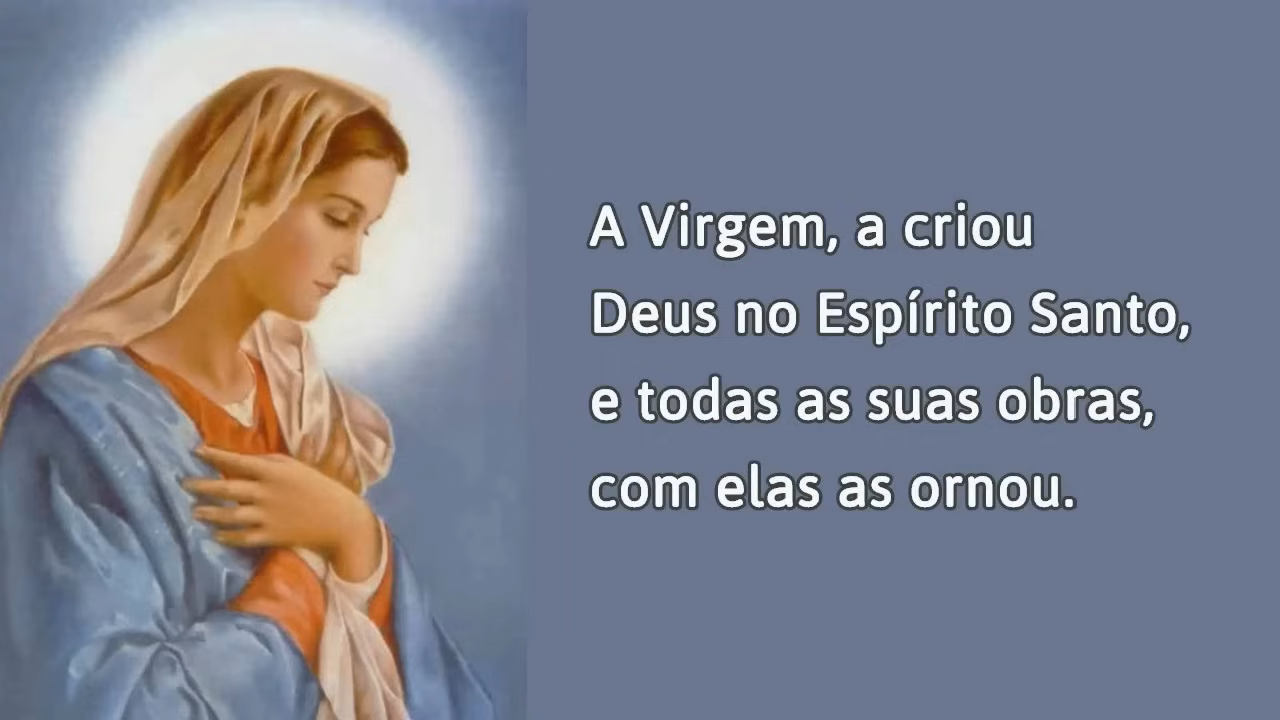 A Virgem, a criou
Deus no Espírito Santo,
e todas as suas obras,
com elas as ornou.